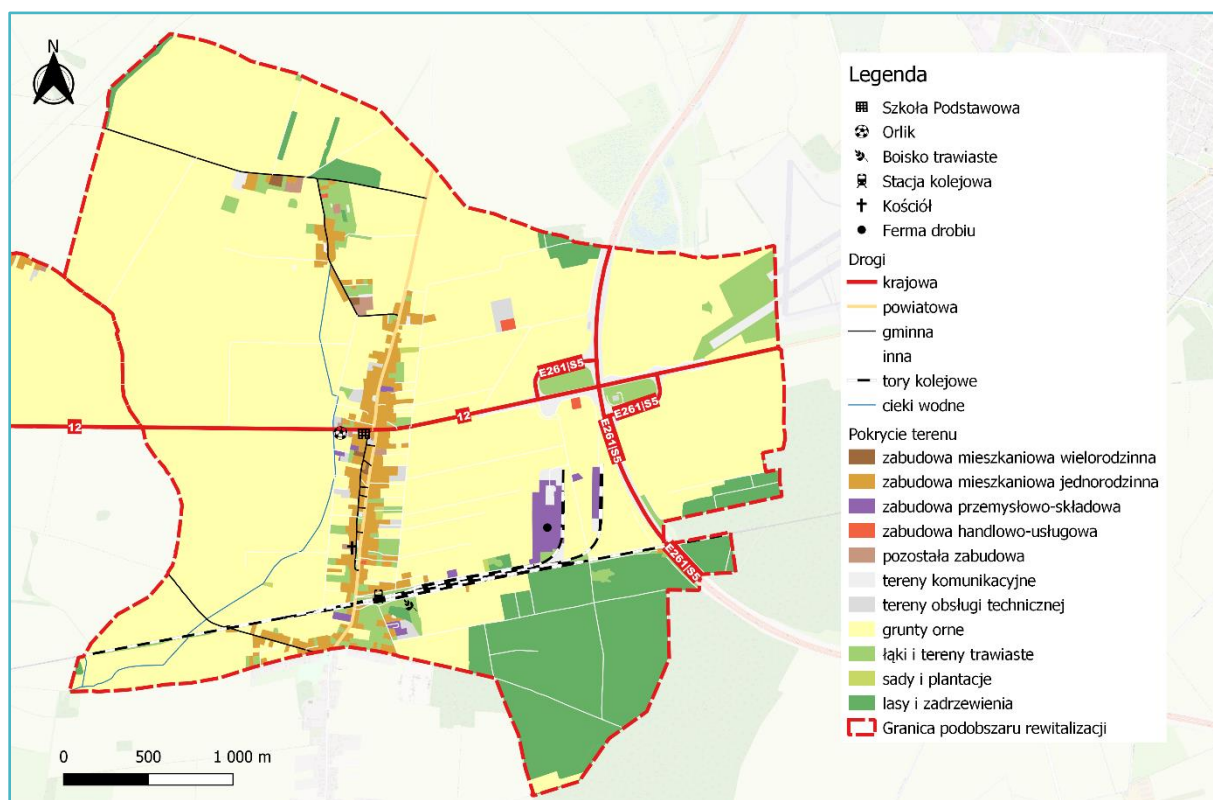 N
Legenda
Szkoła Podstawowa
Orlik
Boisko trawiaste
Stacja kolejowa
Kościół
Ferma drobiu
Drogi
krajowa
powiatowa
gminna
inna
tory kolejowe
cieki wodne
Pokrycie terenu
zabudowa mieszkaniowa wielorodzinna
zabudowa mieszkaniowa jednorodzinna
zabudowa przemysłowo-składowa
zabudowa handlowo-usługowa
pozostała zabudowa
tereny komunikacyjne
tereny obsługi technicznej
grunty orne
łąki i tereny trawiaste
sady i plantacje
lasy i zadrzewienia
Granica podobszaru rewitalizacji
E261|S5
E261|S5
12
12
E261|S5
E261|S5
0 500 1 000 m